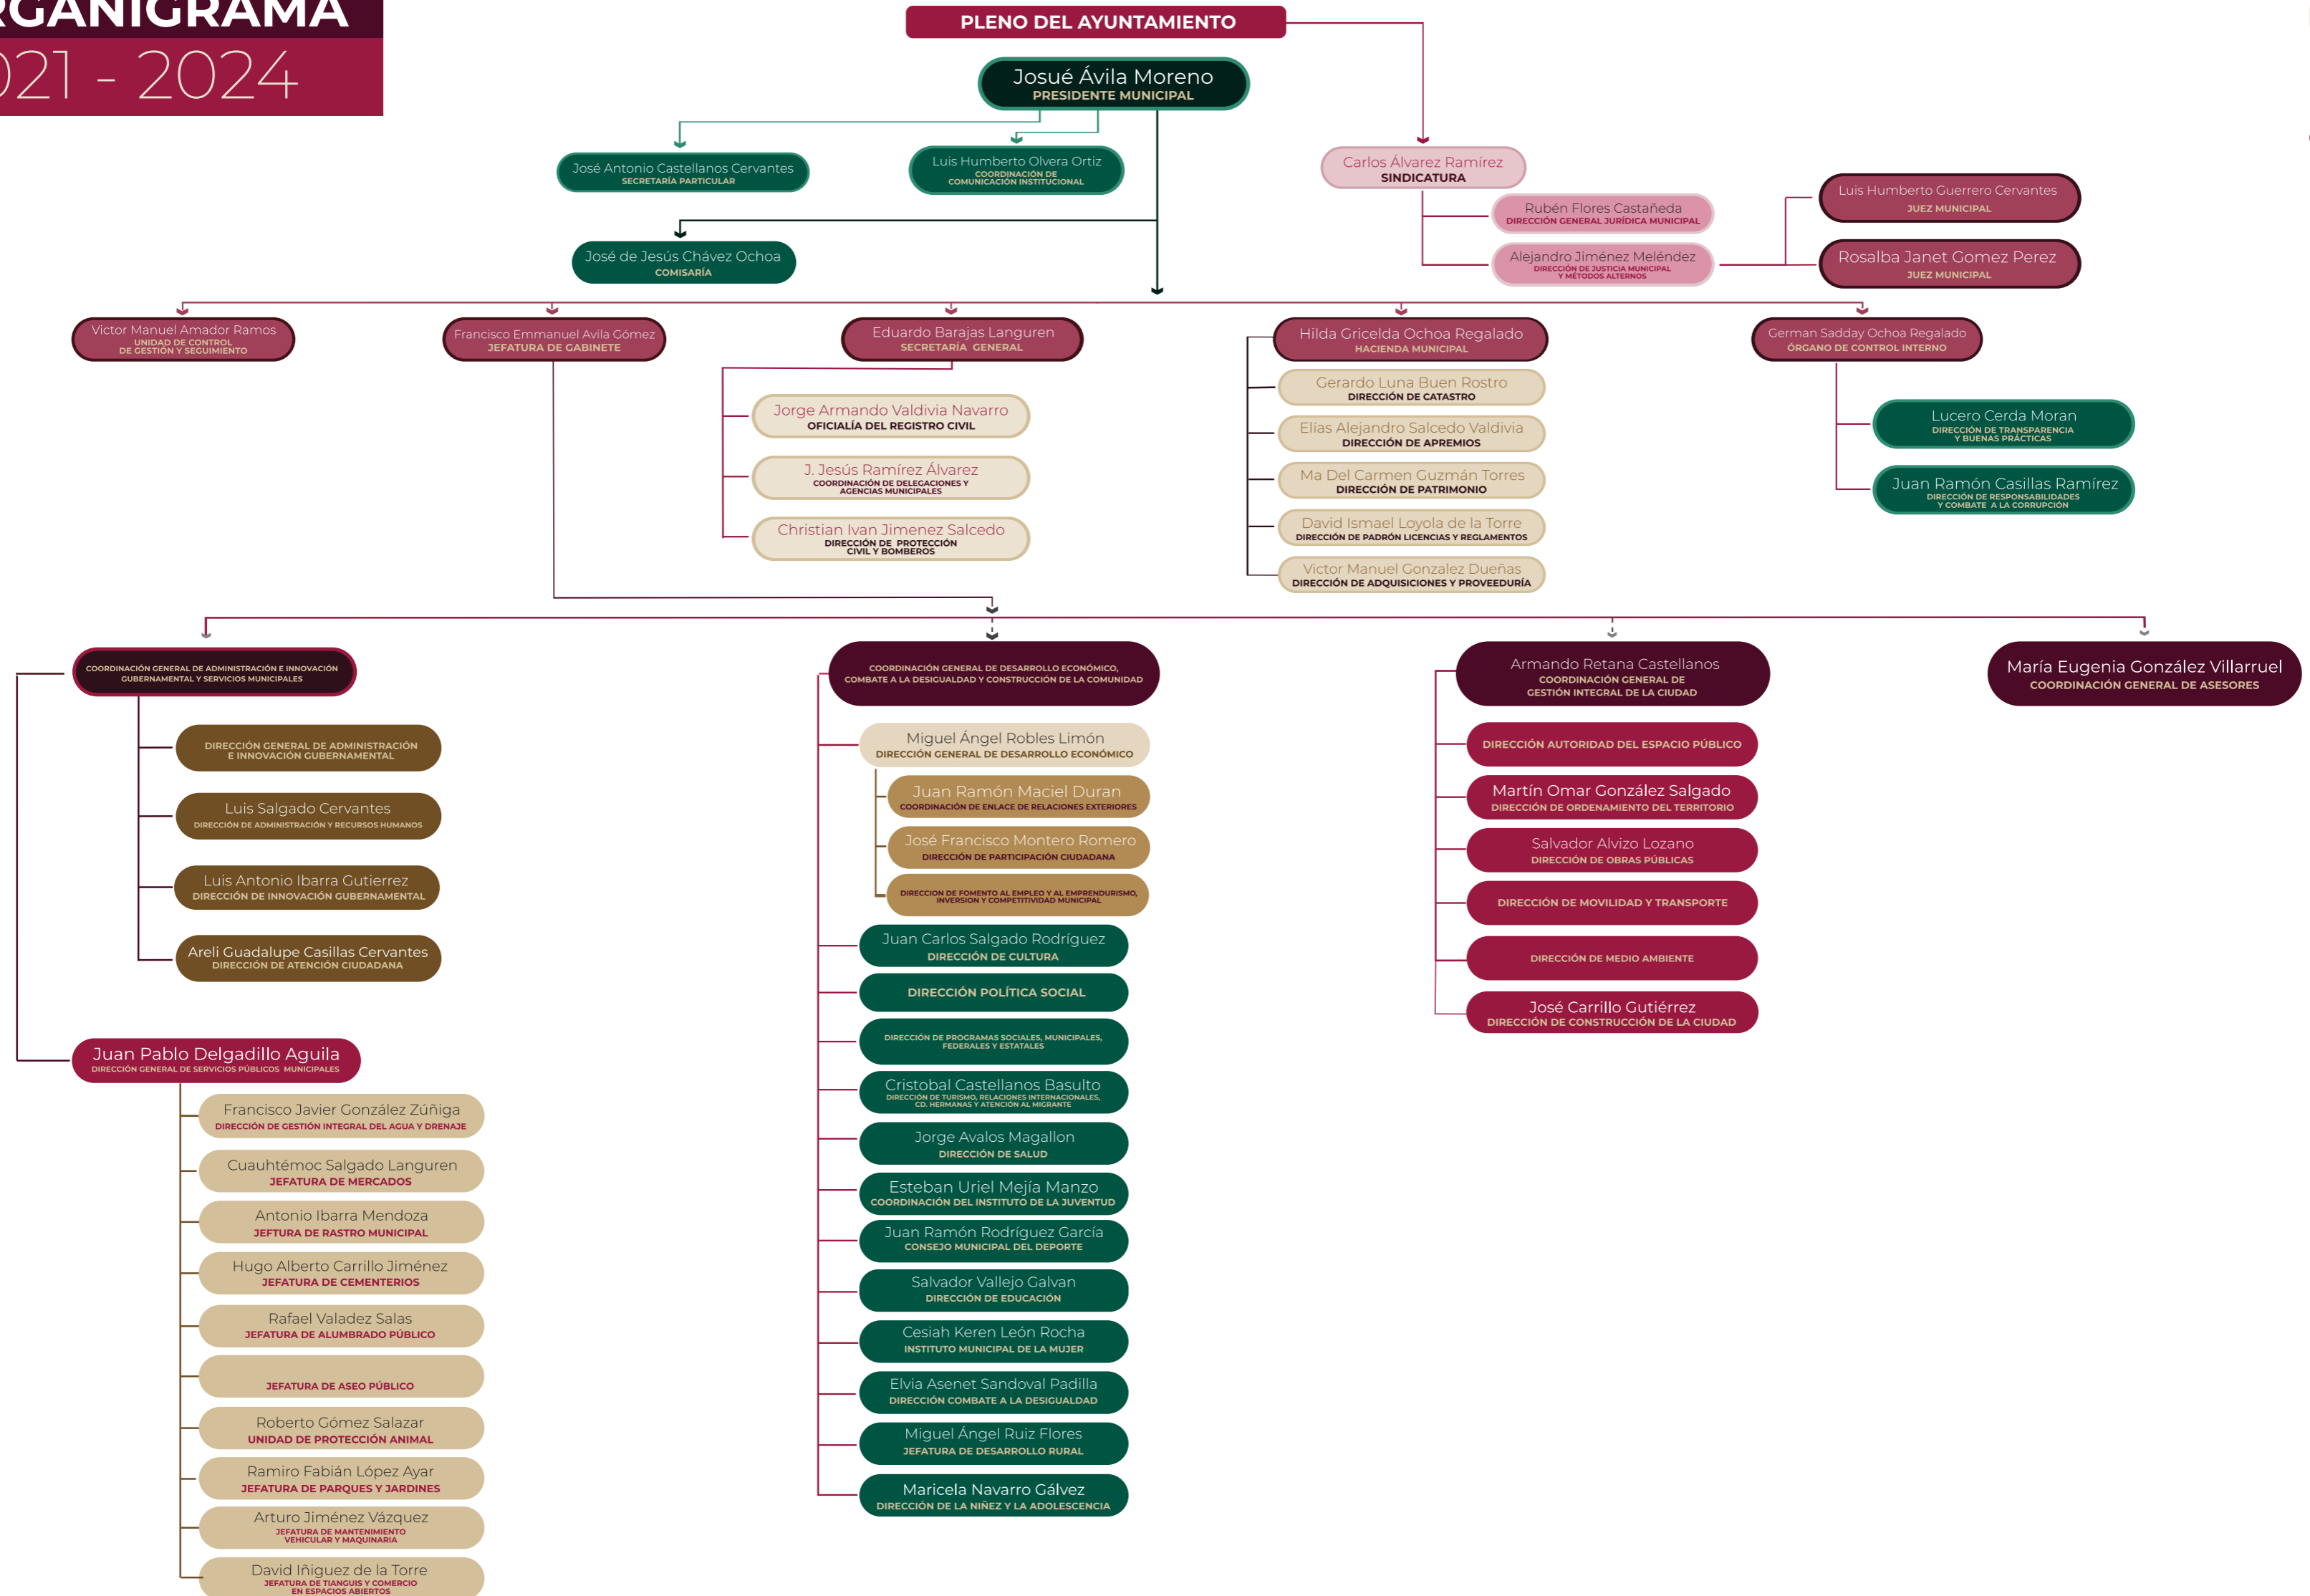 RGANIGRAMA
021 - 2024
PLENO DEL AYUNTAMIENTO
Josué Ávila Moreno
PRESIDENTE MUNICIPAL
José Antonio Castellanos Cervantes
SECRETARÍA PARTICULAR
Luis Humberto Olvera Ortiz
COORDINACIÓN DE
COMUNICACIÓN INSTITUCIONAL
Carlos Álvarez Ramírez
SINDICATURA
Rubén Flores Castañeda
DIRECCIÓN GENERAL JURÍDICA MUNICIPAL
Alejandro Jiménez Meléndez
DIRECCIÓN DE JUSTICIA MUNICIPAL
Y MÉTODOS ALTERNOS
Luis Humberto Guerrero Cervantes
JUEZ MUNICIPAL
Rosalba Janet Gomez Perez
JUEZ MUNICIPAL
José de Jesús Chávez Ochoa
COMISARÍA
Victor Manuel Amador Ramos
UNIDAD DE CONTROL
DE GESTIÓN Y SEGUIMIENTO
Francisco Emmanuel Avila Gómez
JEFATURA DE GABINETE
Eduardo Barajas Languren
SECRETARÍA GENERAL
Jorge Armando Valdivia Navarro
OFICIALÍA DEL REGISTRO CIVIL
J. Jesús Ramírez Álvarez
COORDINACIÓN DE DELEGACIONES Y
AGENCIAS MUNICIPALES
Christian Ivan Jimenez Salcedo
DIRECCIÓN DE PROTECCIÓN
CIVIL Y BOMBEROS
Hilda Gricelda Ochoa Regalado
HACIENDA MUNICIPAL
Gerardo Luna Buen Rostro
DIRECCIÓN DE CATASTRO
Elías Alejandro Salcedo Valdivia
DIRECCIÓN DE APREMIOS
Ma Del Carmen Guzmán Torres
DIRECCIÓN DE PATRIMONIO
David Ismael Loyola de la Torre
DIRECCIÓN DE PADRÓN LICENCIAS Y REGLAMENTOS
Victor Manuel Gonzalez Dueñas
DIRECCIÓN DE ADQUISICIONES Y PROVEEDURÍA
German Sadday Ochoa Regalado
ÓRGANO DE CONTROL INTERNO
Lucero Cerda Moran
DIRECCIÓN DE TRANSPARENCIA
Y BUENAS PRÁCTICAS
Juan Ramón Casillas Ramírez
DIRECCIÓN DE RESPONSABILIDADES
Y COMBATE A LA CORRUPCIÓN
COORDINACIÓN GENERAL DE ADMINISTRACIÓN E INNOVACIÓN
GUBERNAMENTAL Y SERVICIOS MUNICIPALES
DIRECCIÓN GENERAL DE ADMINISTRACIÓN
E INNOVACIÓN GUBERNAMENTAL
Luis Salgado Cervantes
DIRECCIÓN DE ADMINISTRACIÓN Y RECURSOS HUMANOS
Luis Antonio Ibarra Gutierrez
DIRECCIÓN DE INNOVACIÓN GUBERNAMENTAL
Areli Guadalupe Casillas Cervantes
DIRECCIÓN DE ATENCIÓN CIUDADANA
Juan Pablo Delgadillo Aguila
DIRECCIÓN GENERAL DE SERVICIOS PÚBLICOS MUNICIPALES
Francisco Javier González Zúñiga
DIRECCIÓN DE GESTIÓN INTEGRAL DEL AGUA Y DRENAJE
Cuauhtémoc Salgado Languren
JEFATURA DE MERCADOS
Antonio Ibarra Mendoza
JEFTURA DE RASTRO MUNICIPAL
Hugo Alberto Carrillo Jiménez
JEFATURA DE CEMENTERIOS
Rafael Valadez Salas
JEFATURA DE ALUMBRADO PÚBLICO
JEFATURA DE ASEO PÚBLICO
Roberto Gómez Salazar
UNIDAD DE PROTECCIÓN ANIMAL
Ramiro Fabián López Ayar
JEFATURA DE PARQUES Y JARDINES
Arturo Jiménez Vázquez
JEFATURA DE MANTENIMIENTO
VEHICULAR Y MAQUINARIA
David Iñiguez de la Torre
JEFATURA DE TIANGUIS Y COMERCIO
EN ESPACIOS ABIERTOS
COORDINACIÓN GENERAL DE DESARROLLO ECONÓMICO,
COMBATE A LA DESIGUALDAD Y CONSTRUCCIÓN DE LA COMUNIDAD
Miguel Ángel Robles Limón
DIRECCIÓN GENERAL DE DESARROLLO ECONÓMICO
Juan Ramón Maciel Duran
COORDINACIÓN DE ENLACE DE RELACIONES EXTERIORES
José Francisco Montero Romero
DIRECCIÓN DE PARTICIPACIÓN CIUDADANA
DIRECCION DE FOMENTO AL EMPLEO Y AL EMPRENDURISMO,
INVERSION Y COMPETITIVIDAD MUNICIPAL
Juan Carlos Salgado Rodríguez
DIRECCIÓN DE CULTURA
DIRECCIÓN POLÍTICA SOCIAL
DIRECCIÓN DE PROGRAMAS SOCIALES, MUNICIPALES,
FEDERALES Y ESTATALES
Cristobal Castellanos Basulto
DIRECCIÓN DE TURISMO, RELACIONES INTERNACIONALES,
CD. HERMANAS Y ATENCIÓN AL MIGRANTE
Jorge Avalos Magallon
DIRECCIÓN DE SALUD
Esteban Uriel Mejía Manzo
COORDINACIÓN DEL INSTITUTO DE LA JUVENTUD
Juan Ramón Rodríguez García
CONSEJO MUNICIPAL DEL DEPORTE
Salvador Vallejo Galvan
DIRECCIÓN DE EDUCACIÓN
Cesiah Keren León Rocha
INSTITUTO MUNICIPAL DE LA MUJER
Elvia Asenet Sandoval Padilla
DIRECCIÓN COMBATE A LA DESIGUALDAD
Miguel Ángel Ruiz Flores
JEFATURA DE DESARROLLO RURAL
Maricela Navarro Gálvez
DIRECCIÓN DE LA NIÑEZ Y LA ADOLESCENCIA
Armando Retana Castellanos
COORDINACIÓN GENERAL DE
GESTIÓN INTEGRAL DE LA CIUDAD
DIRECCIÓN AUTORIDAD DEL ESPACIO PÚBLICO
Martín Omar González Salgado
DIRECCIÓN DE ORDENAMIENTO DEL TERRITORIO
Salvador Alvizo Lozano
DIRECCIÓN DE OBRAS PÚBLICAS
DIRECCIÓN DE MOVILIDAD Y TRANSPORTE
DIRECCIÓN DE MEDIO AMBIENTE
José Carrillo Gutiérrez
DIRECCIÓN DE CONSTRUCCIÓN DE LA CIUDAD
María Eugenia González Villarruel
COORDINACIÓN GENERAL DE ASESORES